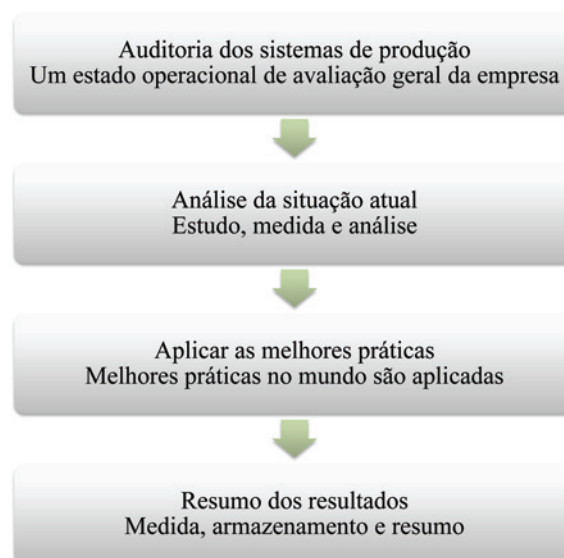 Auditoria dos sistemas de produção
Um estado operacional de avaliação geral da empresa
Análise da situação atual
Estudo, medida e análise
Aplicar as melhores práticas
Melhores práticas no mundo são aplicadas
Resumo dos resultados
Medida, armazenamento e resumo